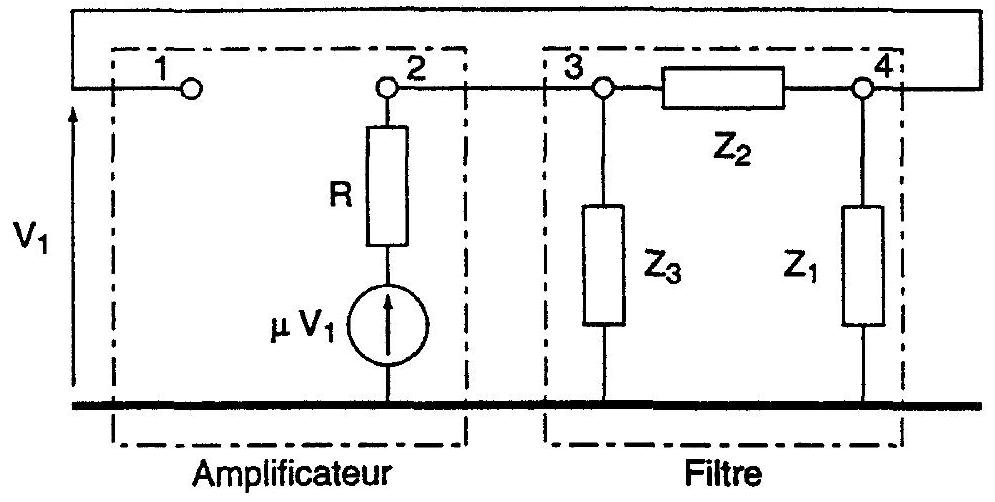 1
2
3
4
Z₂
R
V₁
Z₃
Z₁
μ V₁
Amplificateur
Filtre